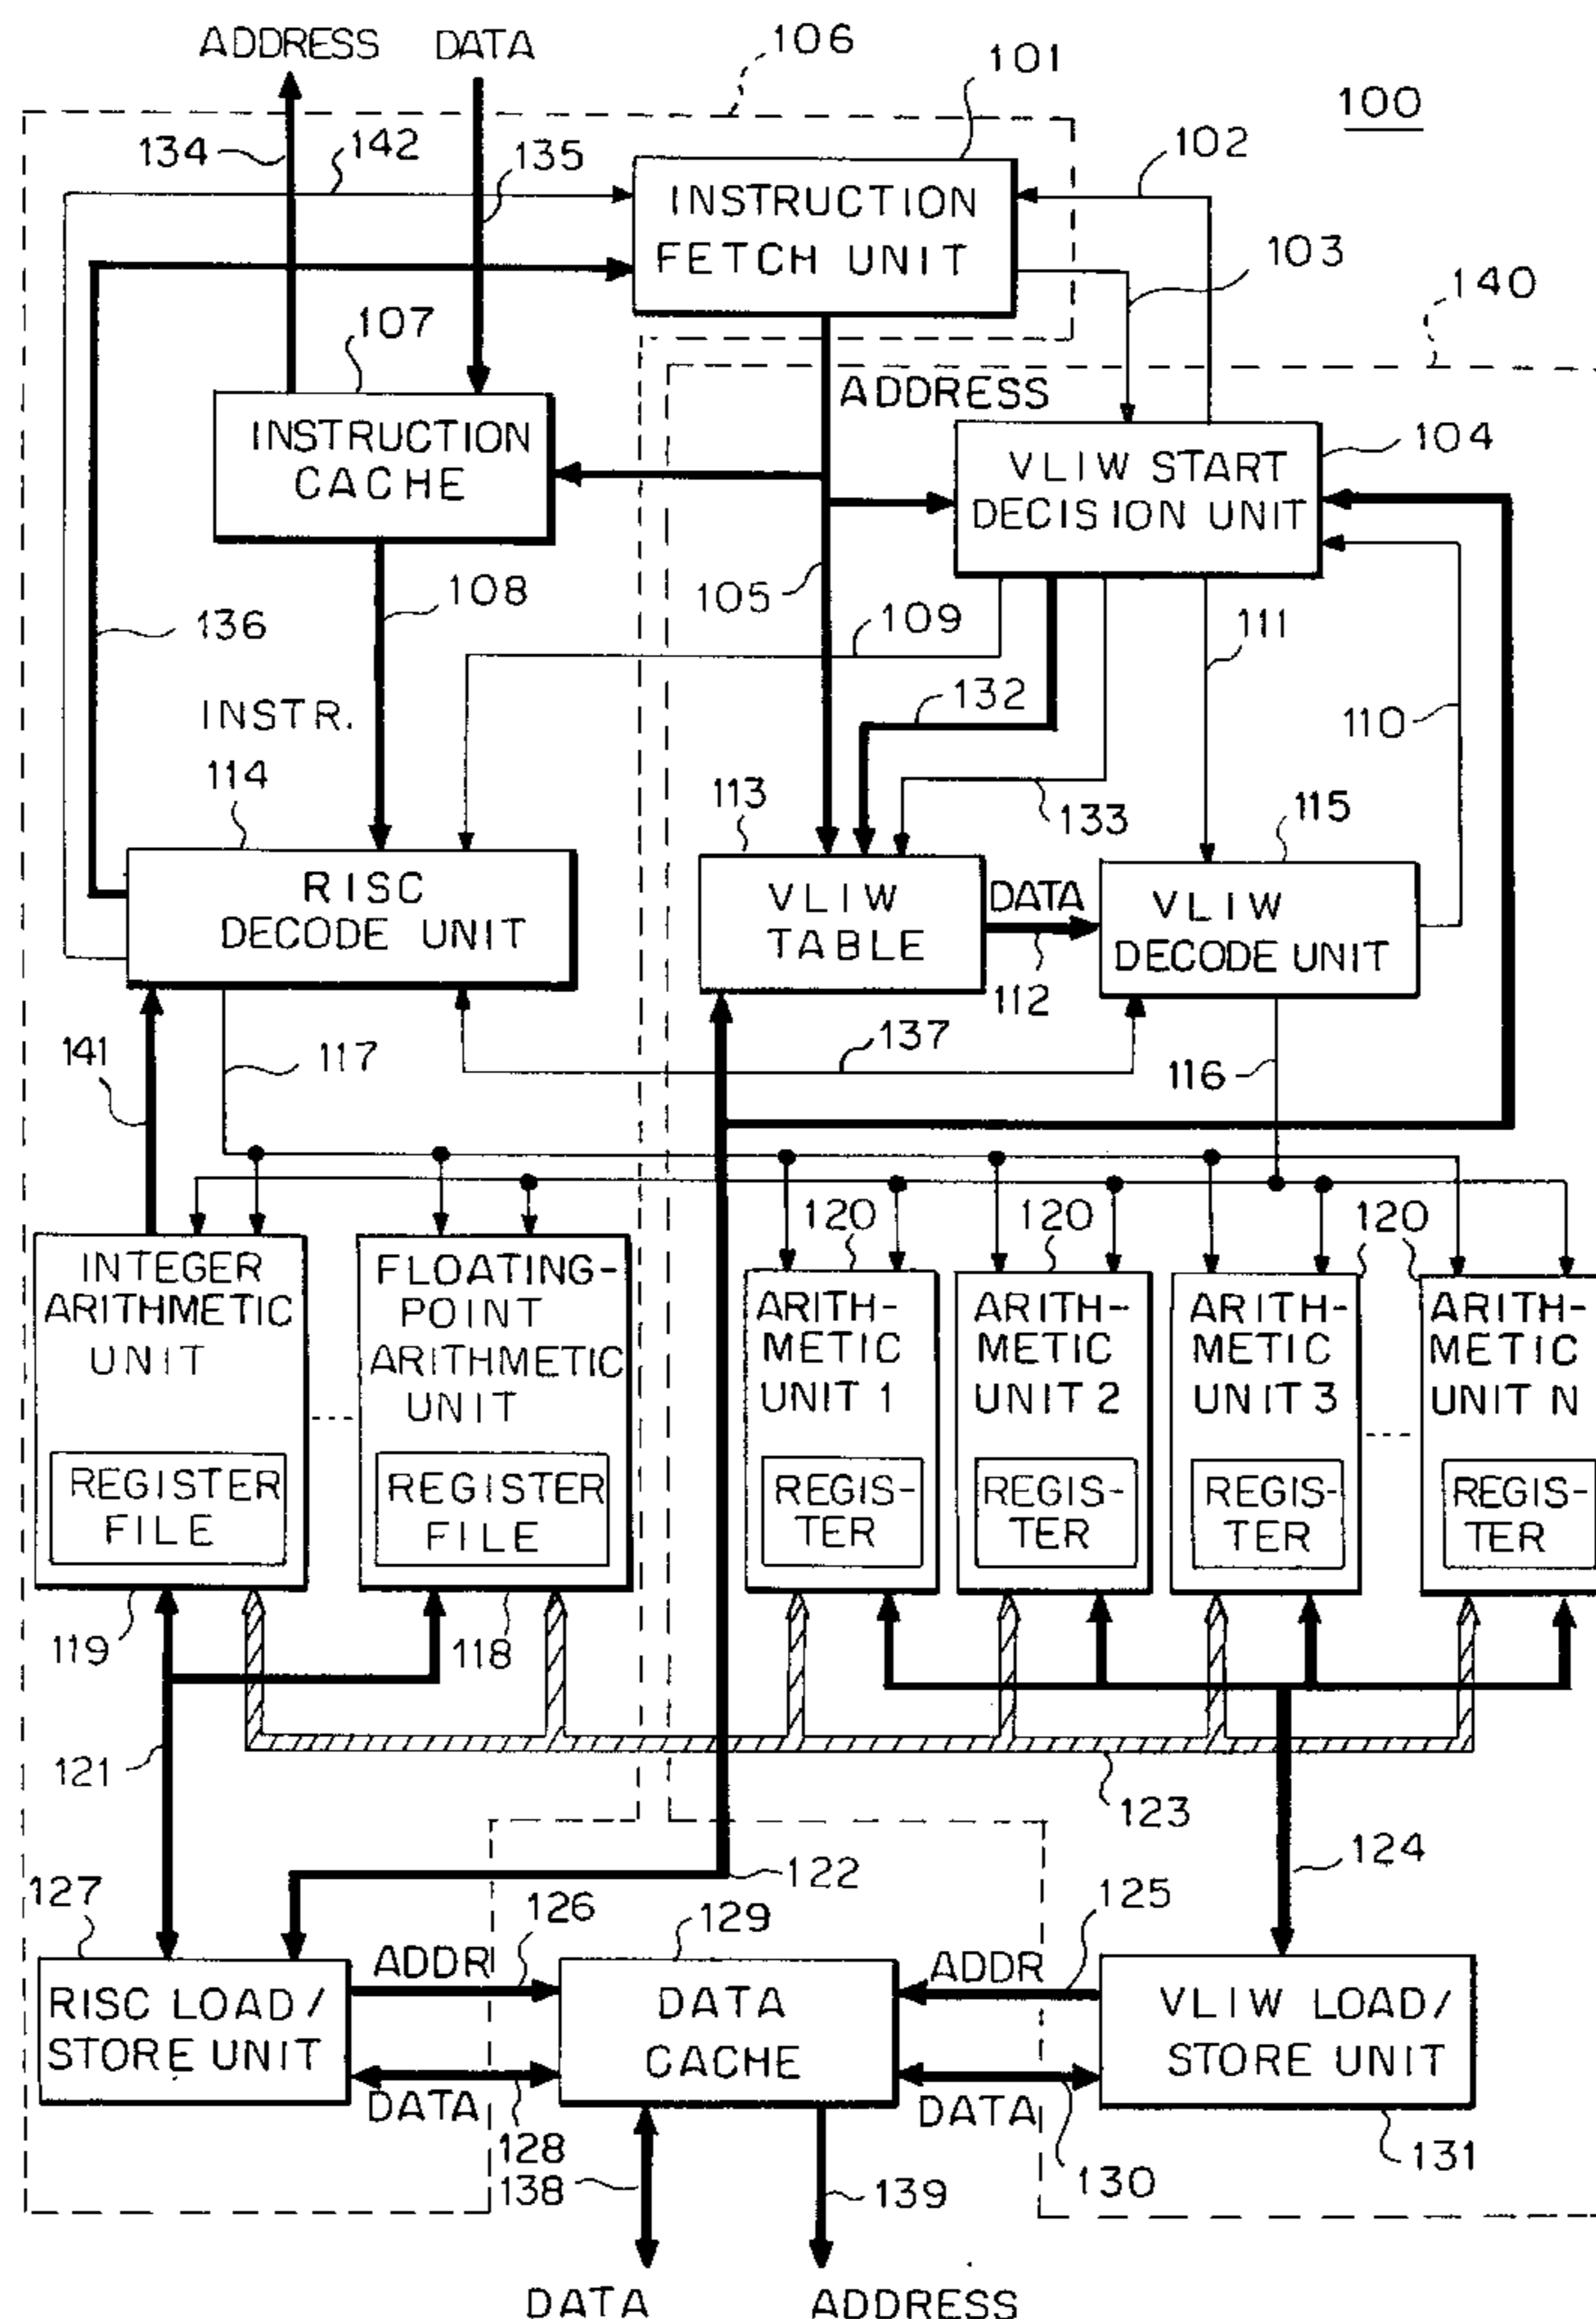 ADDRESS DATA 106 101 100
134 142 135 102
INSTRUCTION
FETCH UNIT
103
140
107
ADDRESS
INSTRUCTION
CACHE
VLIW START
DECISION UNIT
104
105
108
109
111
136
132
110
INSTR.
114
113
133
115
RISC
DECODE UNIT
VLIW
TABLE
DATA
112
VLIW
DECODE UNIT
141
117
137
116
120 120 120
INTEGER
ARITHMETIC
UNIT
REGISTER
FILE
FLOATING-
POINT
ARITHMETIC
UNIT
REGISTER
FILE
ARITH-
METIC
UNIT 1
REGIS-
TER
ARITH-
METIC
UNIT 2
REGIS-
TER
ARITH-
METIC
UNIT 3
REGIS-
TER
ARITH-
METIC
UNIT N
REGIS-
TER
119
118
121
123
122
124
127
126
129
125
ADDR
ADDR
RISC LOAD/
STORE UNIT
DATA
CACHE
VLIW LOAD/
STORE UNIT
DATA
DATA
128
138
139
130
131
DATA
ADDRESS